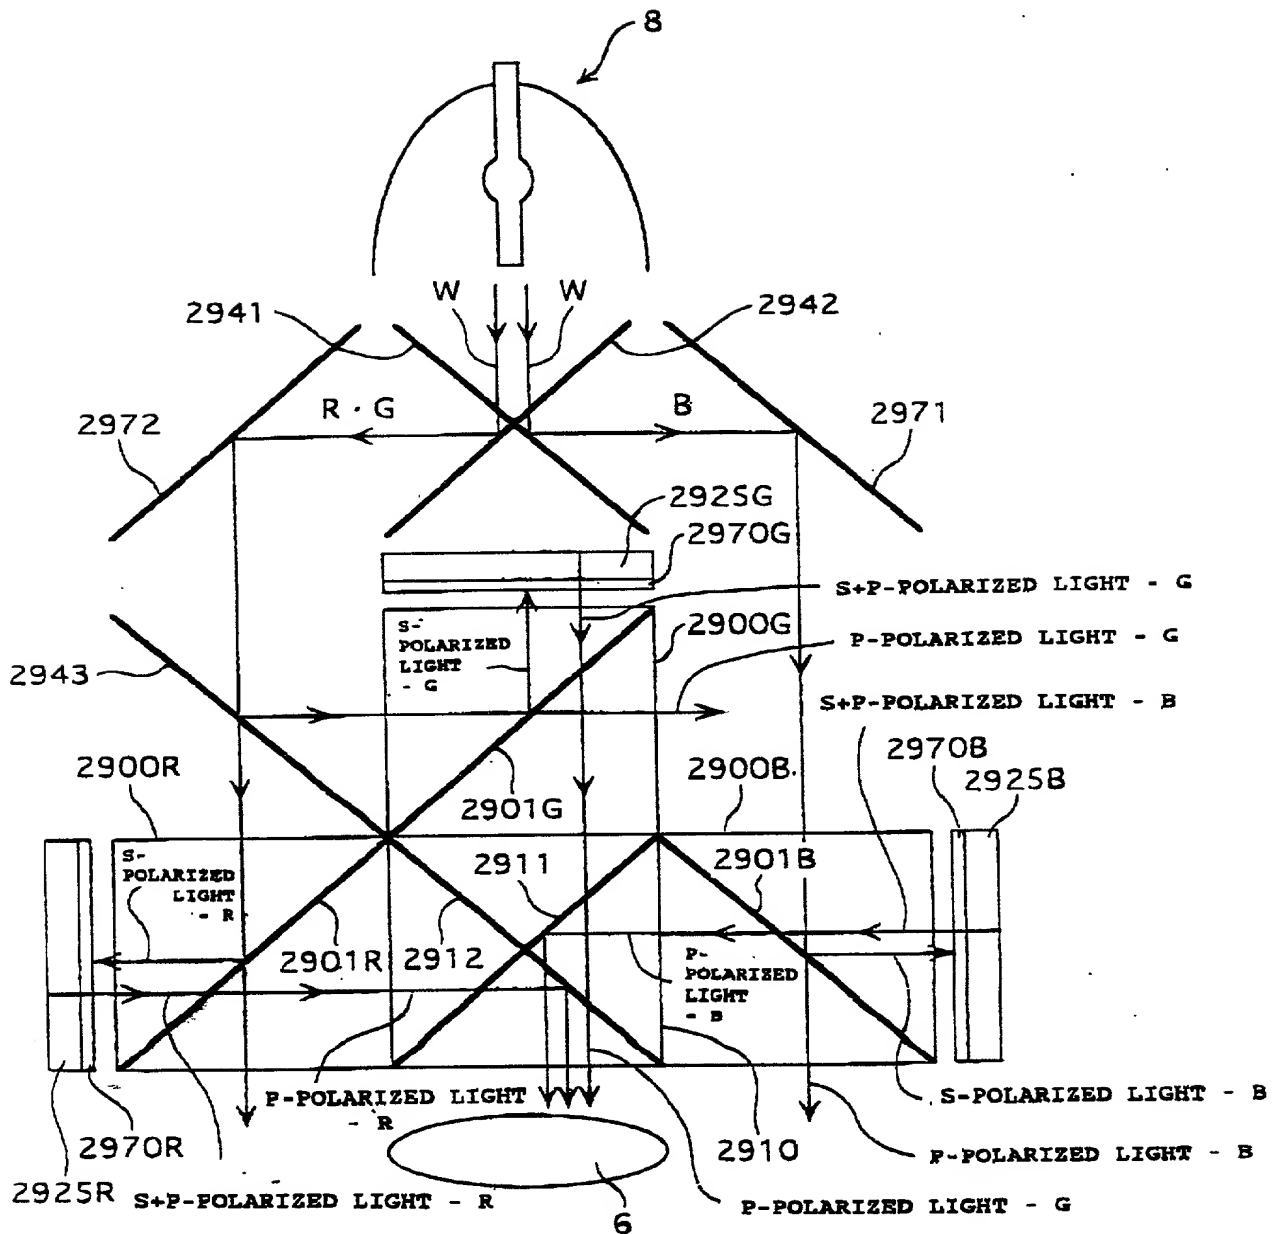 8
W W
2941
2942
R · G
B
2972
2971
2925G
2970G
S+P-POLARIZED LIGHT - G
S-
POLARIZED
LIGHT
- G
2900G
P-POLARIZED LIGHT - G
2943
S+P-POLARIZED LIGHT - B
2970B
2925B
2900R
2901G
2900B
S-
POLARIZED
LIGHT
- R
2911
2901B
2901R
2912
P-
POLARIZED
LIGHT
- B
P-POLARIZED LIGHT
- R
S-POLARIZED LIGHT - B
2970R
2910
P-POLARIZED LIGHT - B
2925R
S+P-POLARIZED LIGHT - R
6
P-POLARIZED LIGHT - G